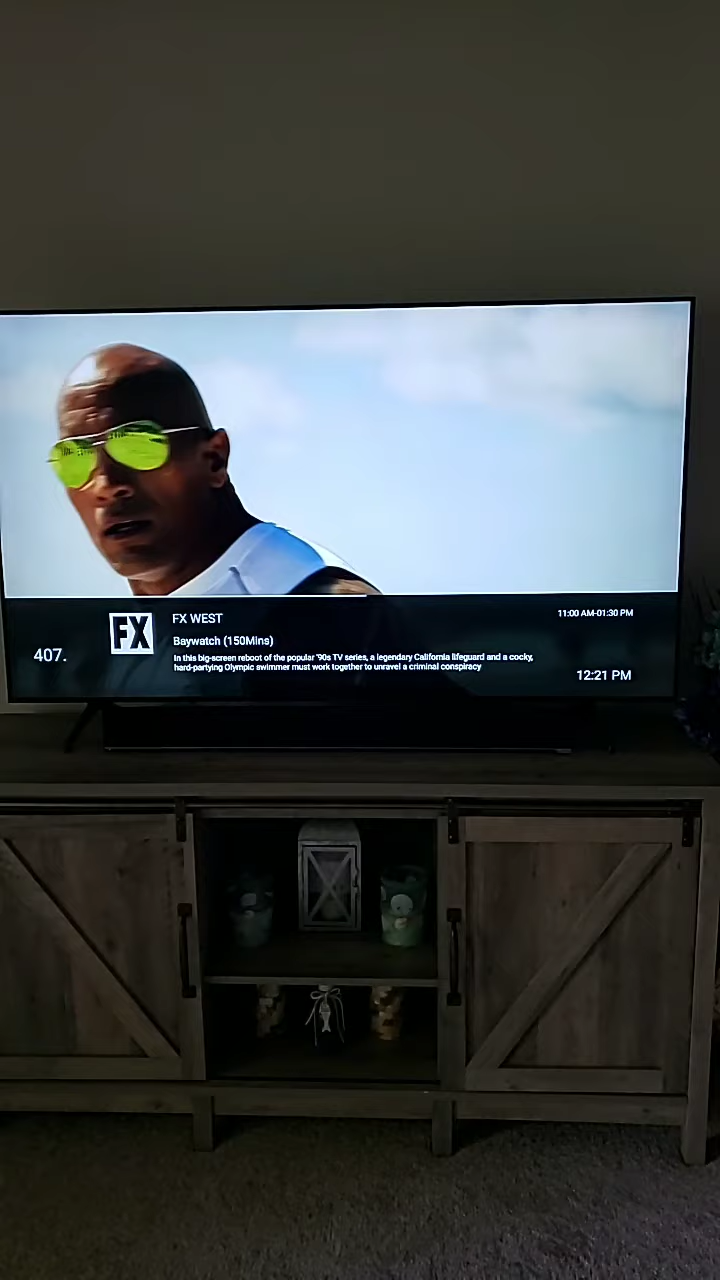 407.
FX
FX WEST
11:00 AM-01:30 PM
Baywatch (150Mins)
In this big-screen reboot of the popular '90s TV series, a legendary California lifeguard and a cocky,
hard-partying Olympic swimmer must work together to unravel a criminal conspiracy
12:21 PM